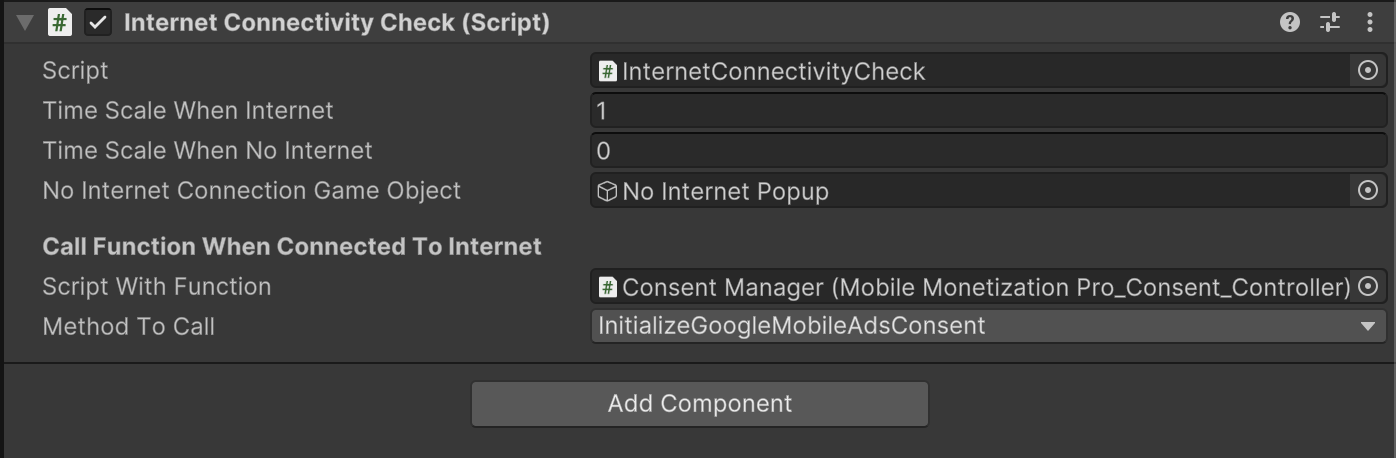 # Internet Connectivity Check (Script)
Script # InternetConnectivityCheck
Time Scale When Internet 1
Time Scale When No Internet 0
No Internet Connection Game Object No Internet Popup
Call Function When Connected To Internet
Script With Function # Consent Manager (Mobile Monetization Pro_Consent_Controller)
Method To Call InitializeGoogleMobileAdsConsent
Add Component